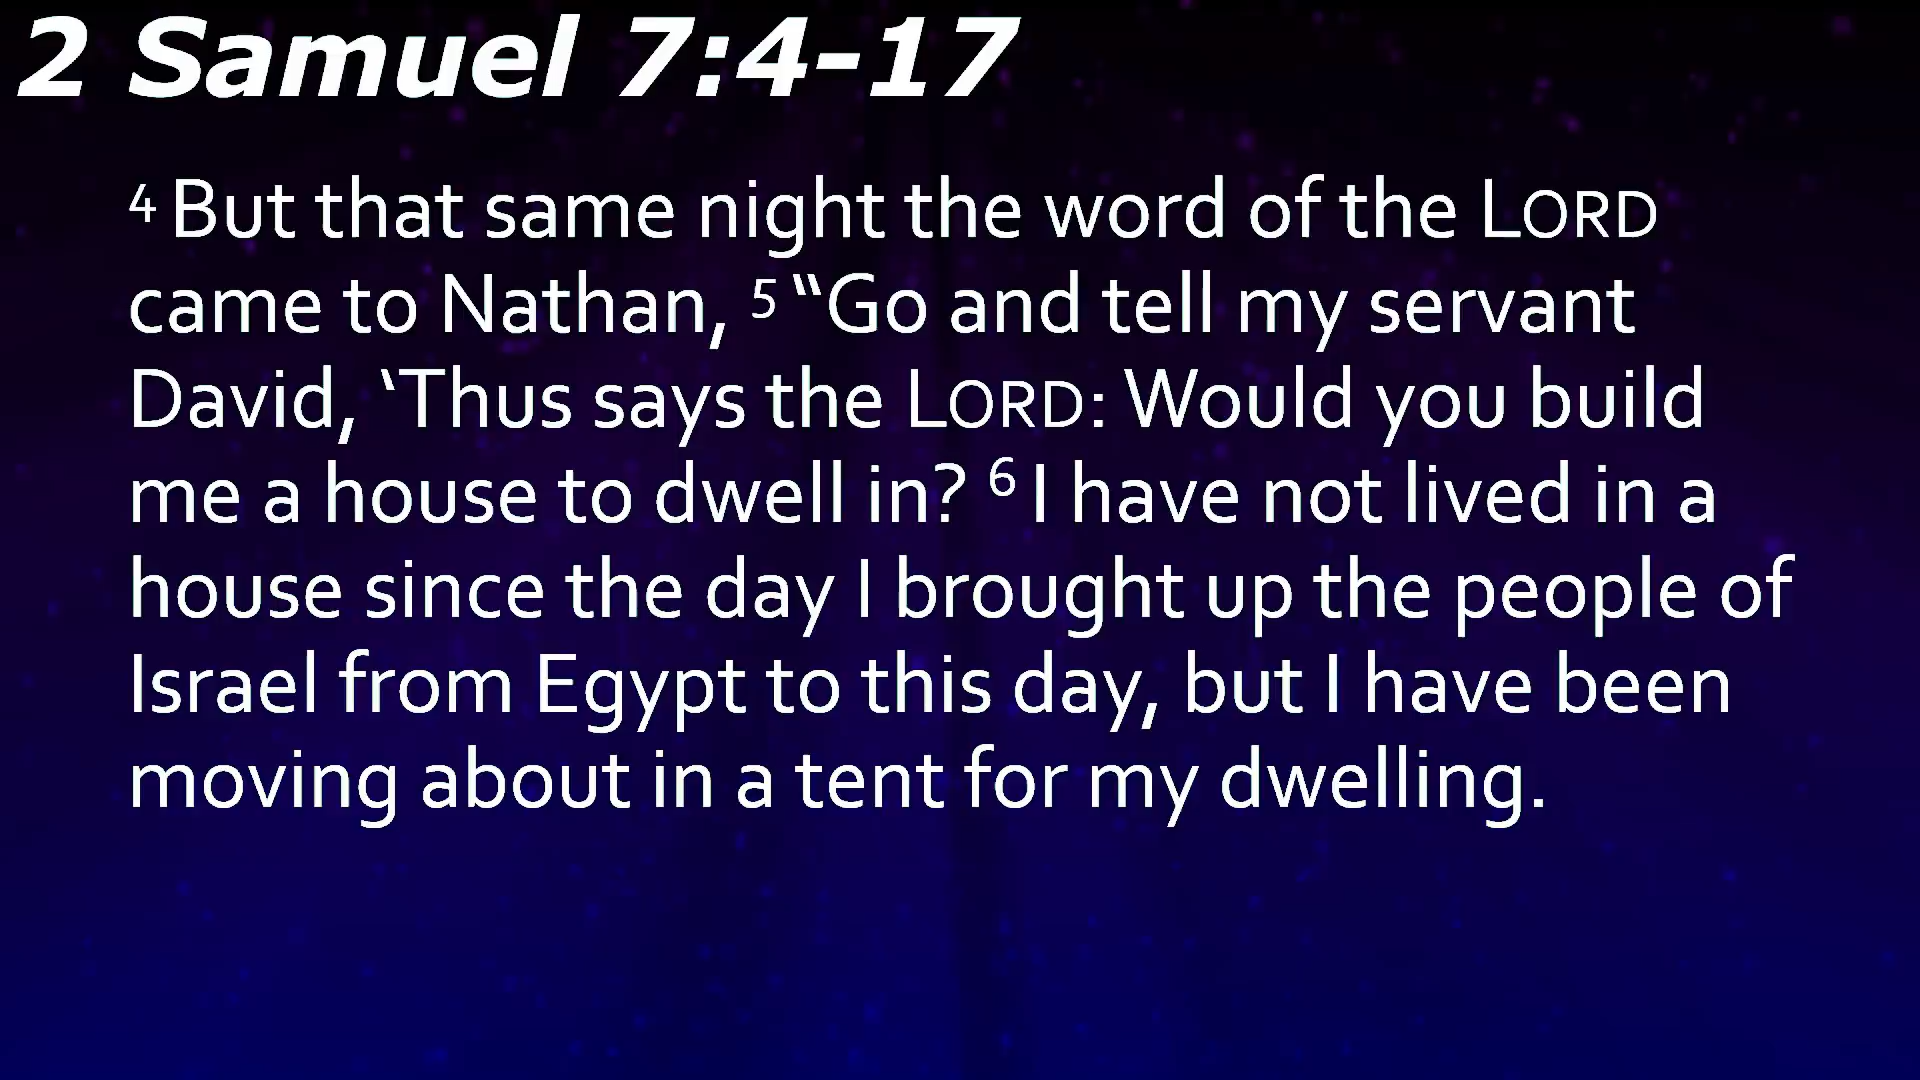 2 Samuel 7:4-17
4 But that same night the word of the LORD
came to Nathan, 5 “Go and tell my servant
David, ‘Thus says the LORD: Would you build
me a house to dwell in? 6 I have not lived in a
house since the day I brought up the people of
Israel from Egypt to this day, but I have been
moving about in a tent for my dwelling.